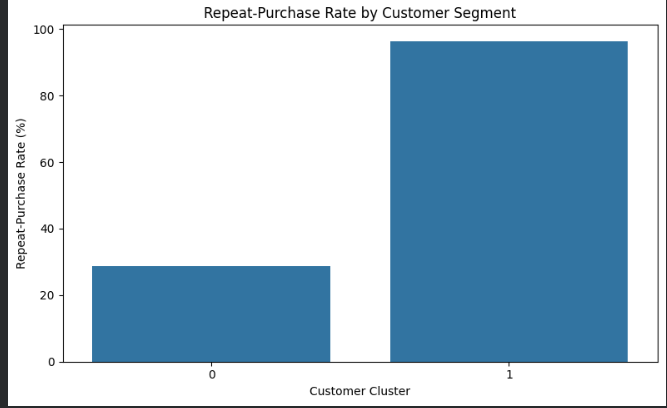 Repeat-Purchase Rate by Customer Segment
Repeat-Purchase Rate (%)
100
80
60
40
20
0
0
1
Customer Cluster